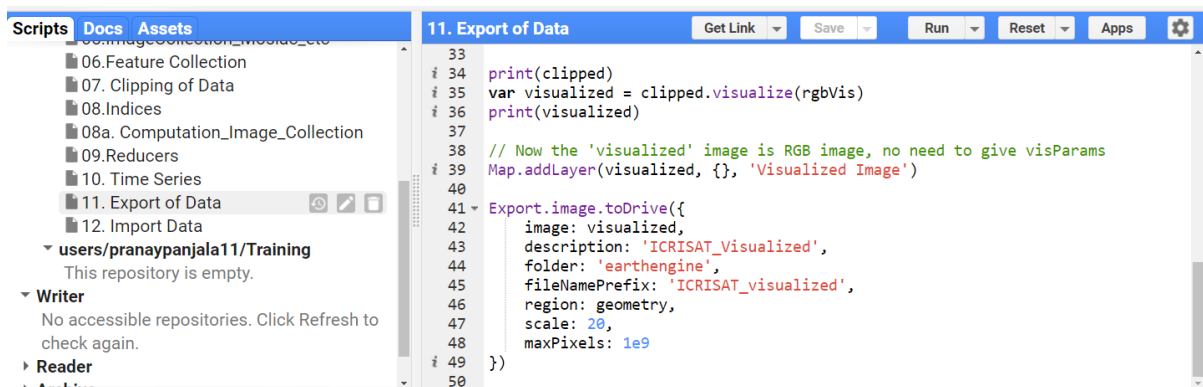 Scripts Docs Assets
06.Feature Collection
07. Clipping of Data
08.Indices
08a. Computation_Image_Collection
09.Reducers
10. Time Series
11. Export of Data
12. Import Data
users/pranaypanjala11/Training
This repository is empty.
Writer
No accessible repositories. Click Refresh to
check again.
Reader
11. Export of Data Get Link Save Run Reset Apps
33
i 34 print(clipped)
i 35 var visualized = clipped.visualize(rgbVis)
i 36 print(visualized)
37
38 // Now the 'visualized' image is RGB image, no need to give visParams
i 39 Map.addLayer(visualized, {}, 'Visualized Image')
40
41 Export.image.toDrive({
42 image: visualized,
43 description: 'ICRISAT_Visualized',
44 folder: 'earthengine',
45 fileNamePrefix: 'ICRISAT_visualized',
46 region: geometry,
47 scale: 20,
48 maxPixels: 1e9
i 49 })
50